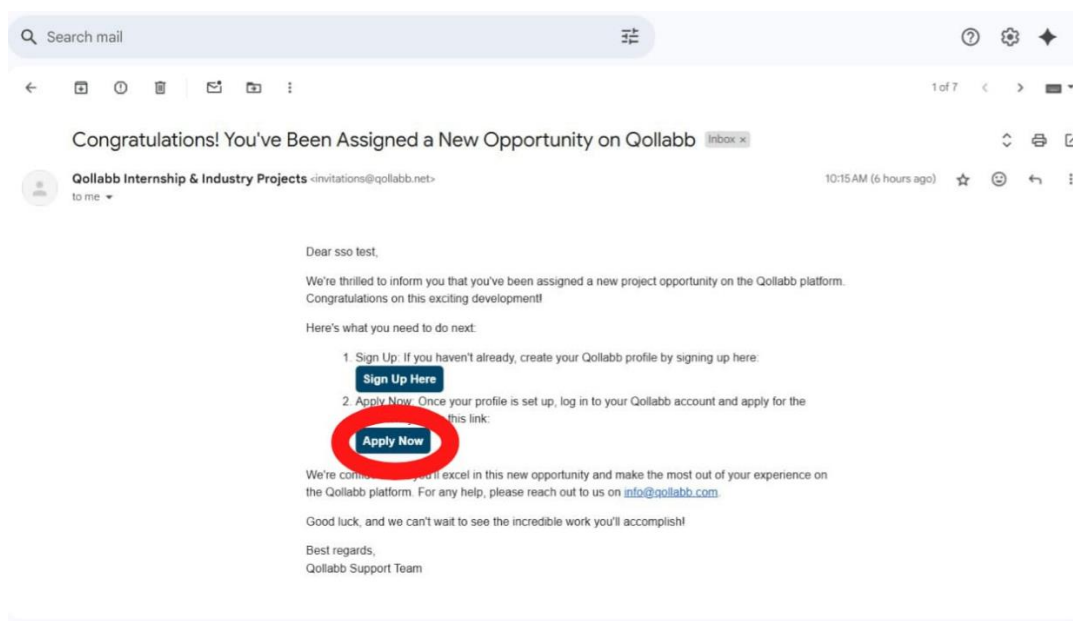 Search mail
1 of 7
Congratulations! You've Been Assigned a New Opportunity on Qollabb Inbox x
Qollabb Internship & Industry Projects <invitations@qollabb.net>
10:15 AM (6 hours ago)
to me
Dear sso test,
We're thrilled to inform you that you've been assigned a new project opportunity on the Qollabb platform.
Congratulations on this exciting development!
Here's what you need to do next:
1. Sign Up: If you haven't already, create your Qollabb profile by signing up here:
Sign Up Here
2. Apply Now: Once your profile is set up, log in to your Qollabb account and apply for the
this link:
Apply Now
We're you'll excel in this new opportunity and make the most out of your experience on
the Qollabb platform. For any help, please reach out to us on info@qollabb.com.
Good luck, and we can't wait to see the incredible work you'll accomplish!
Best regards,
Qollabb Support Team